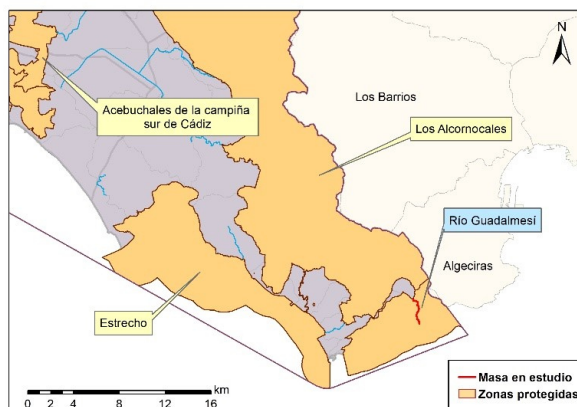 N
Los Barrios
Acebuchales de la campiña
sur de Cádiz
Los Alcornocales
Río Guadalmesí
Algeciras
Estrecho
km
0 2 4 8 12 16
Masa en estudio
Zonas protegidas